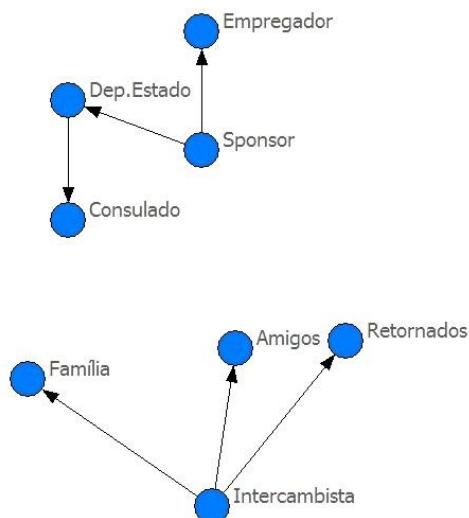 Empregador
Dep.Estado
Sponsor
Consulado
Retornados
Amigos
Família
Intercambista